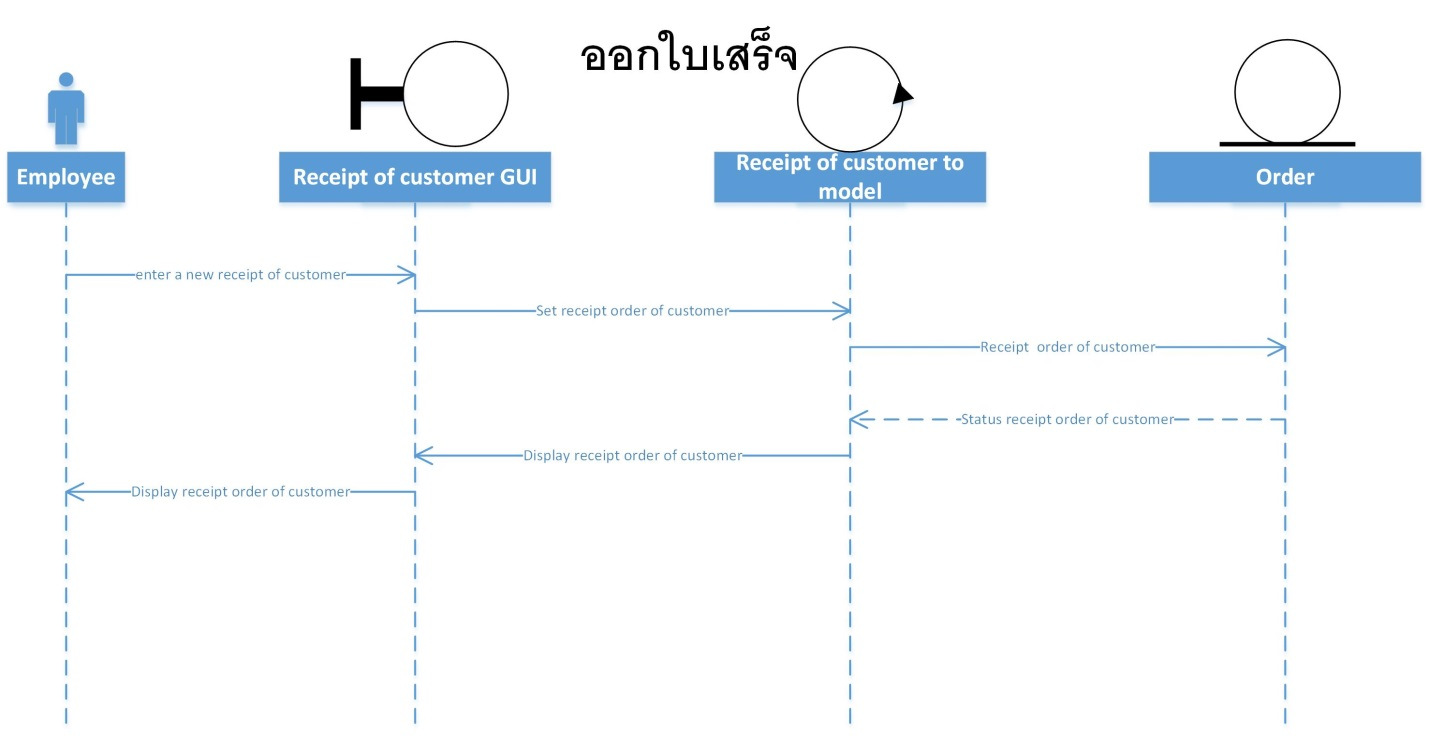 ออกใบเสร็จ
Employee
Receipt of customer GUI
Receipt of customer to
model
Order
enter a new receipt of customer
Set receipt order of customer
Receipt  order of customer
Status receipt order of customer
Display receipt order of customer
Display receipt order of customer